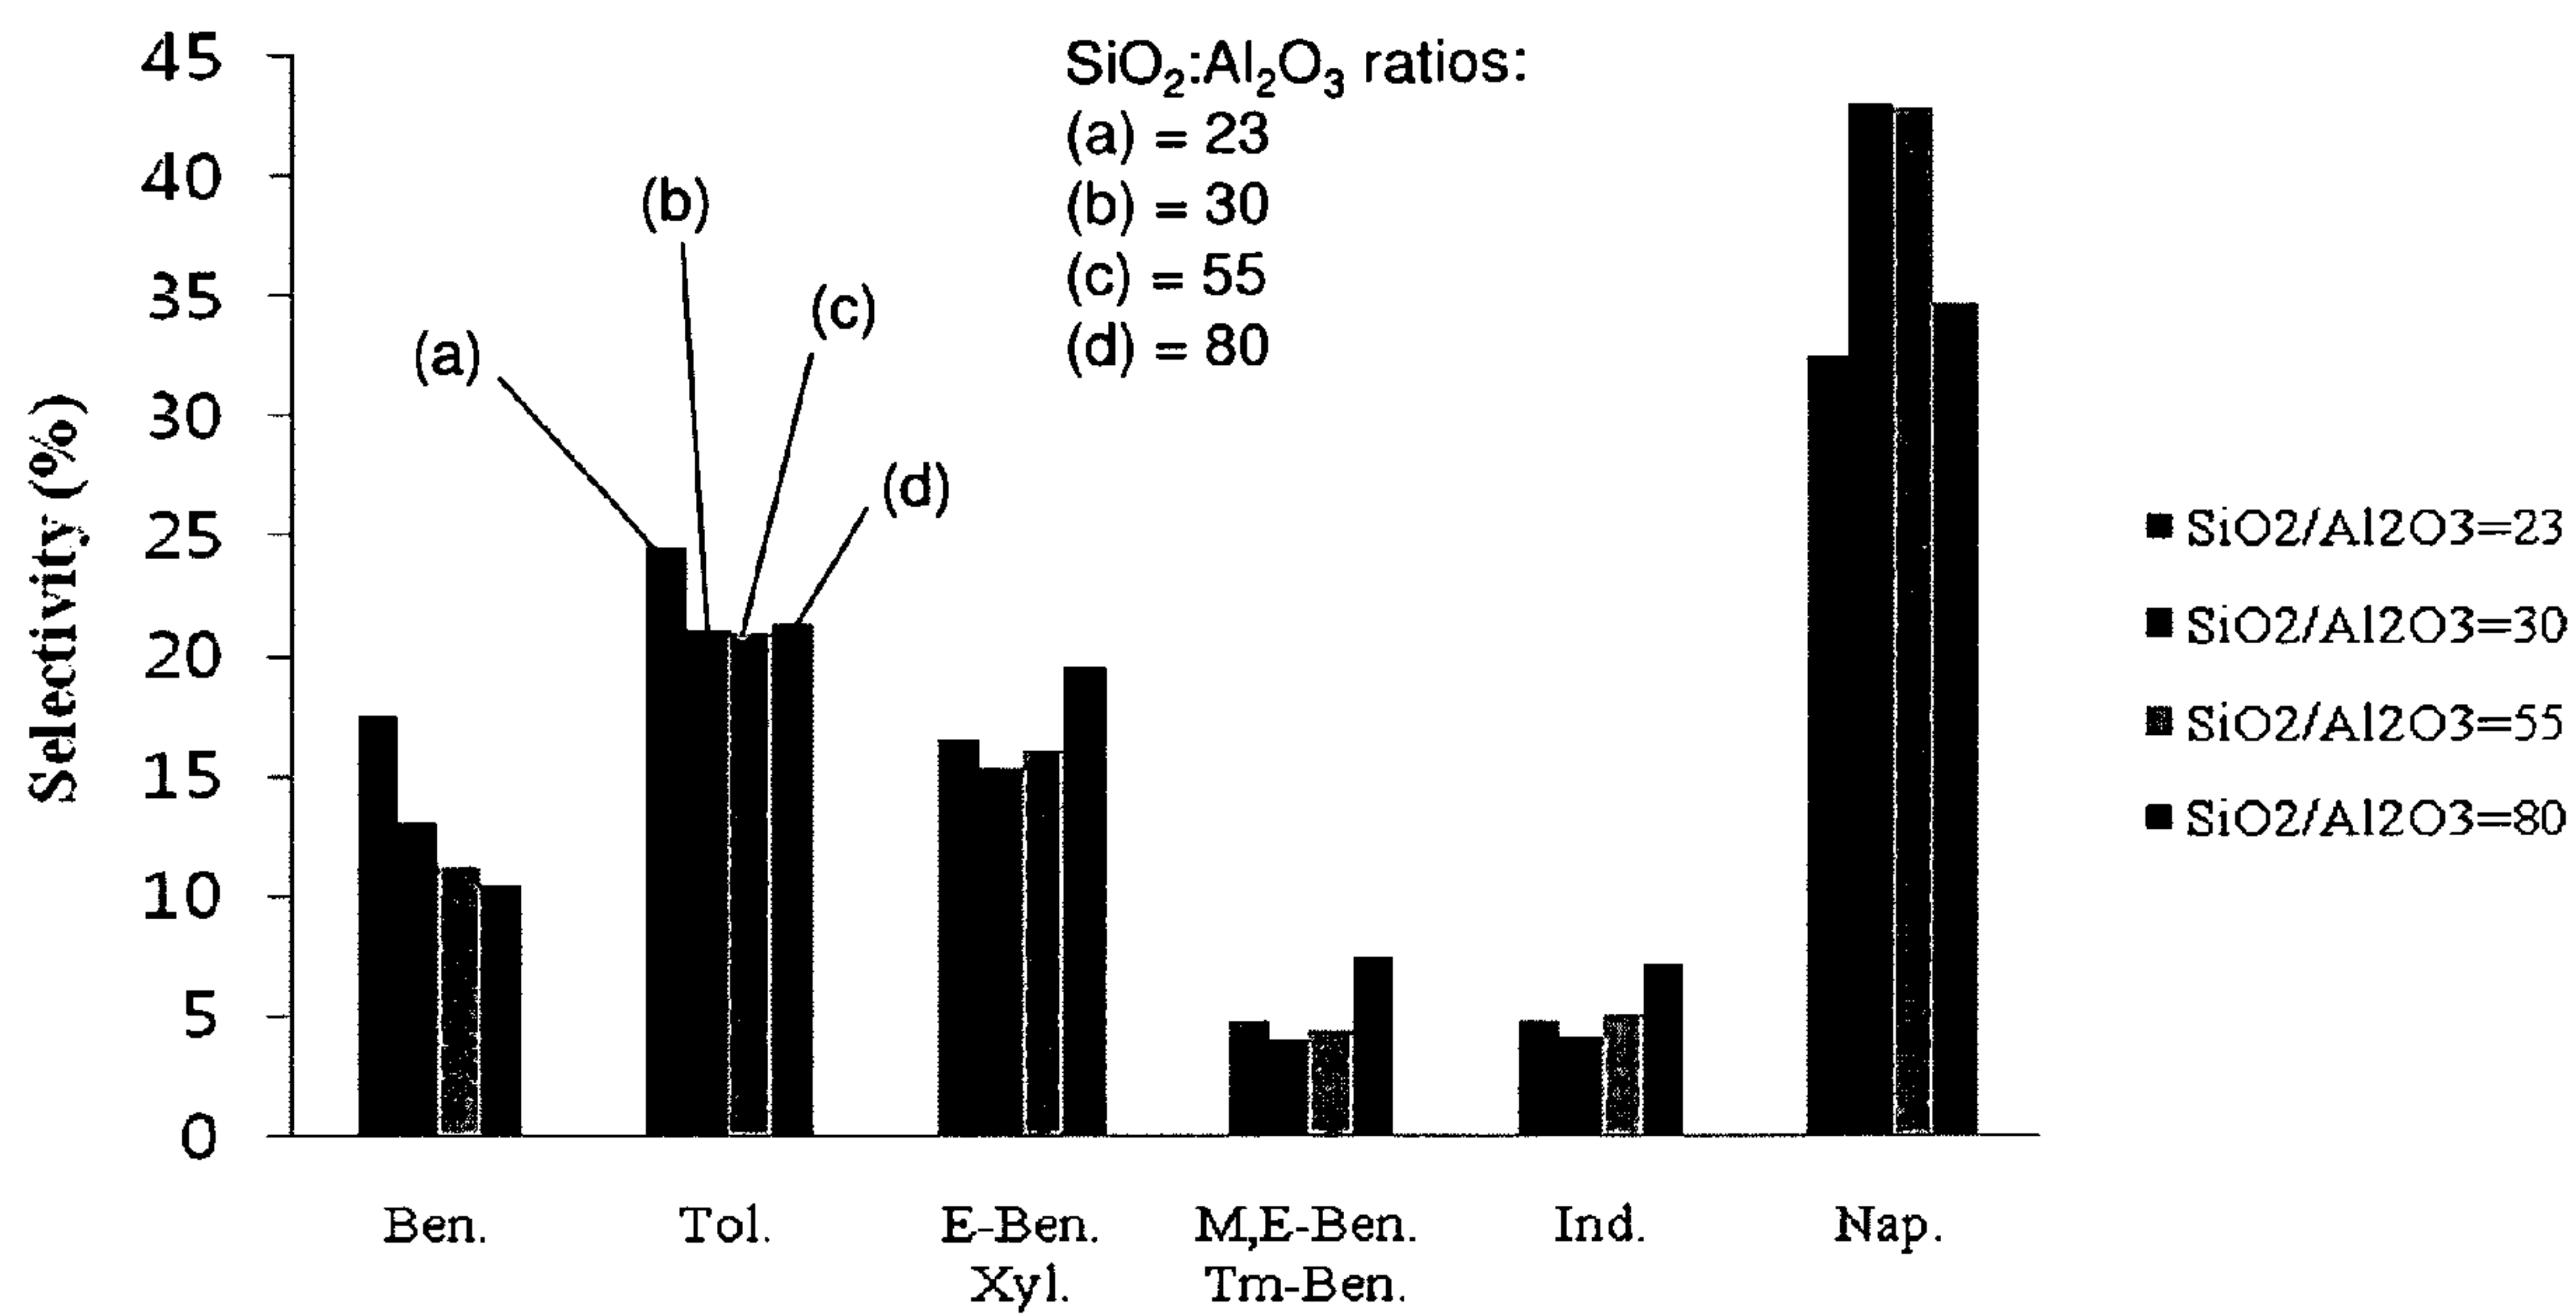 SiO₂:Al₂O₃ ratios:
(a) = 23
(b) = 30
(c) = 55
(d) = 80
Selectivity (%)
45
40
35
30
25
20
15
10
5
0
(a)
(b)
(c)
(d)
SiO2/Al2O3=23
SiO2/Al2O3=30
SiO2/Al2O3=55
SiO2/Al2O3=80
Ben.
Tol.
E-Ben.
Xyl.
M,E-Ben.
Tm-Ben.
Ind.
Nap.